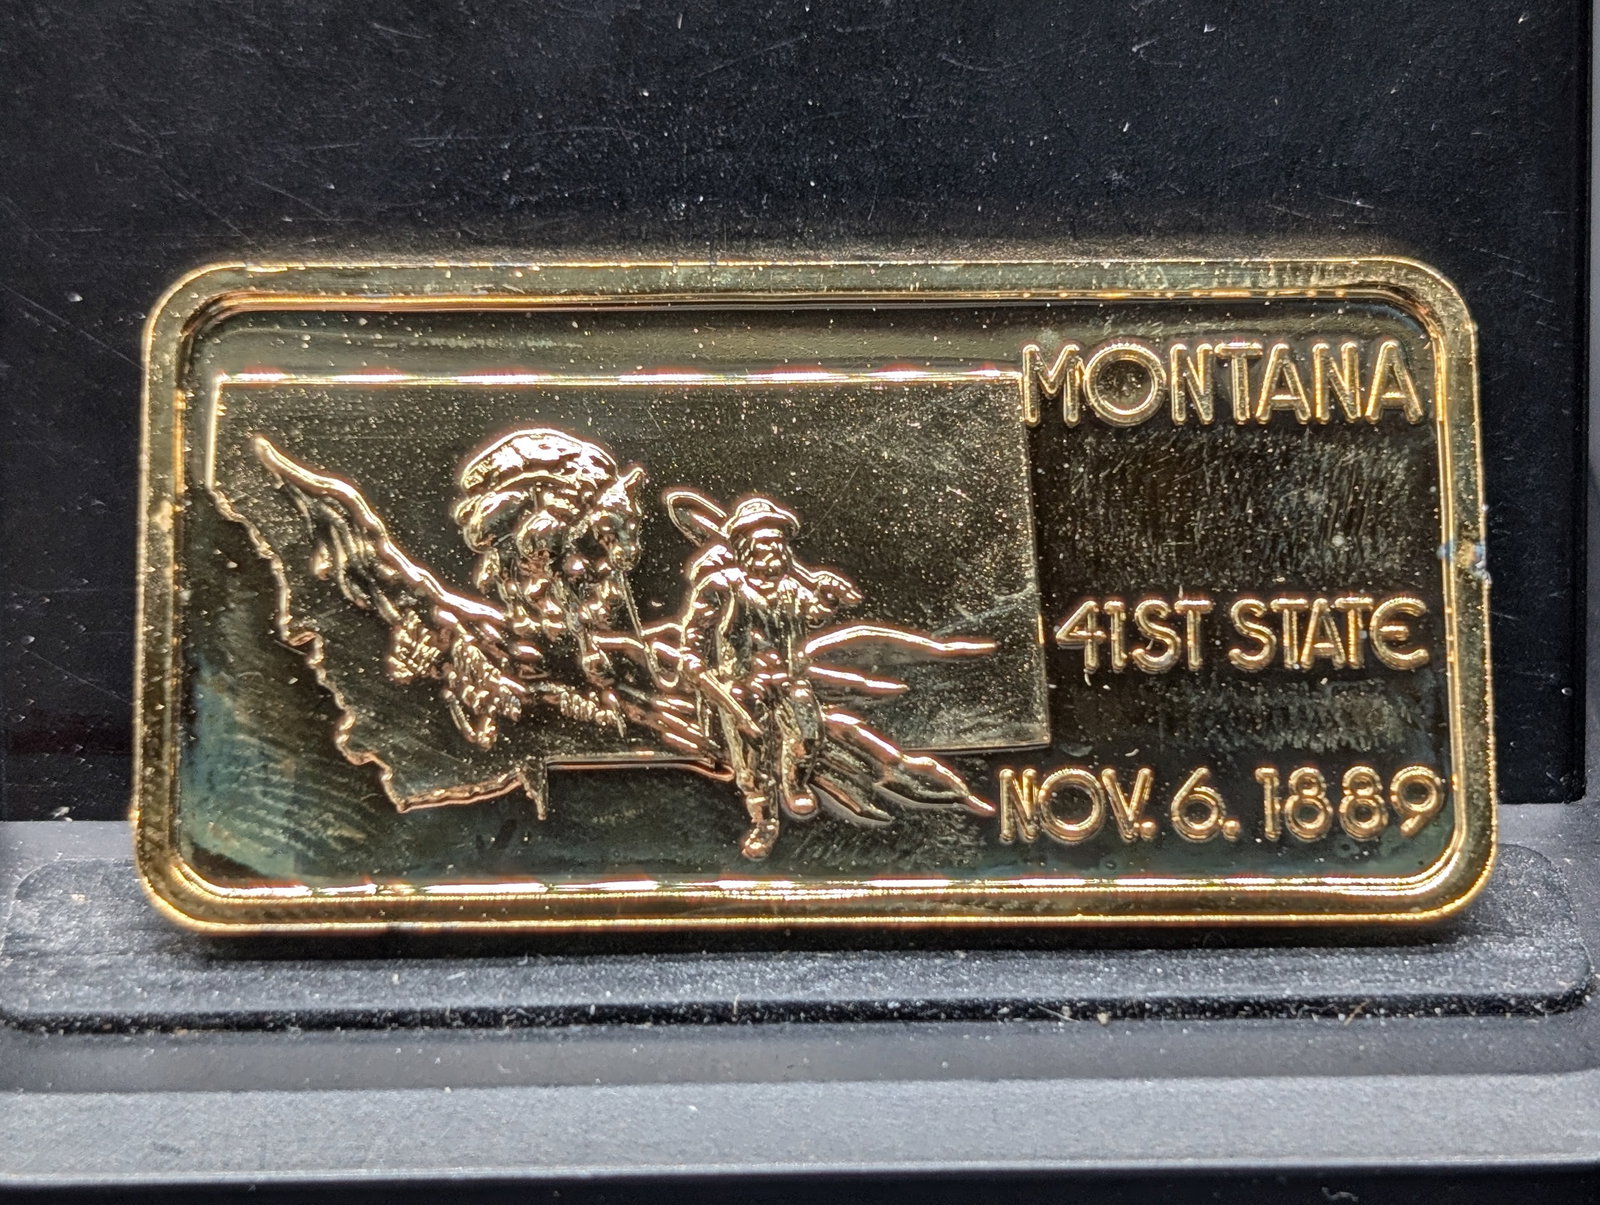 MONTANA
41ST STATE
NOV. 6. 1889